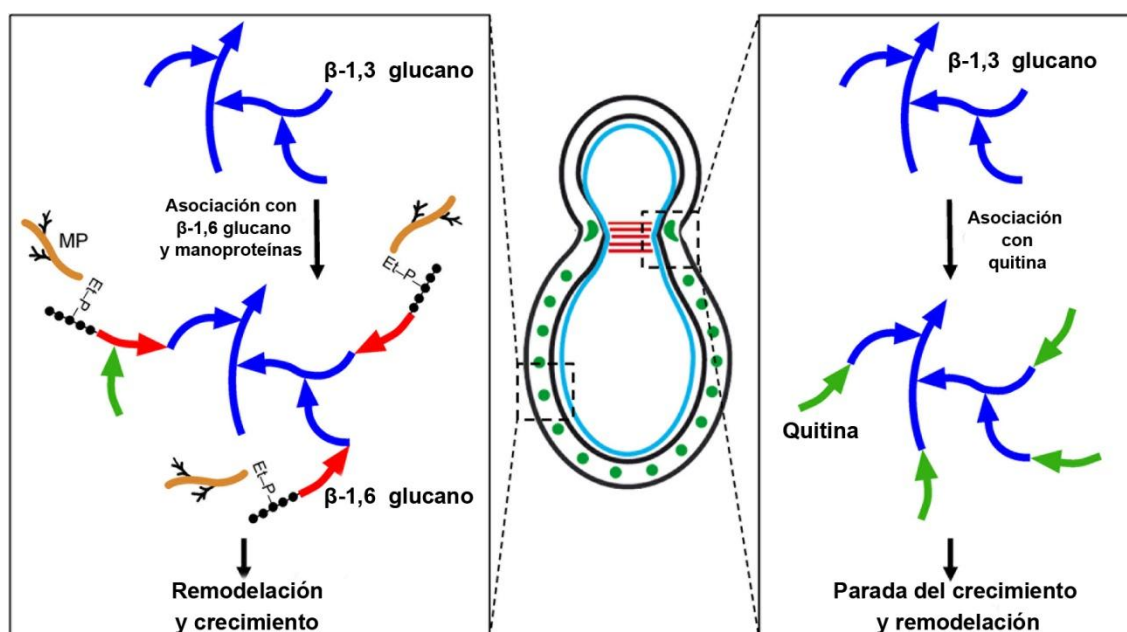 β-1,3 glucano
Asociación con
β-1,6 glucano
y manoproteínas
MP
Et–P–
Et–P–
Et–P–
β-1,6 glucano
Remodelación
y crecimiento
β-1,3 glucano
Asociación
con
quitina
Quitina
Parada del crecimiento
y remodelación